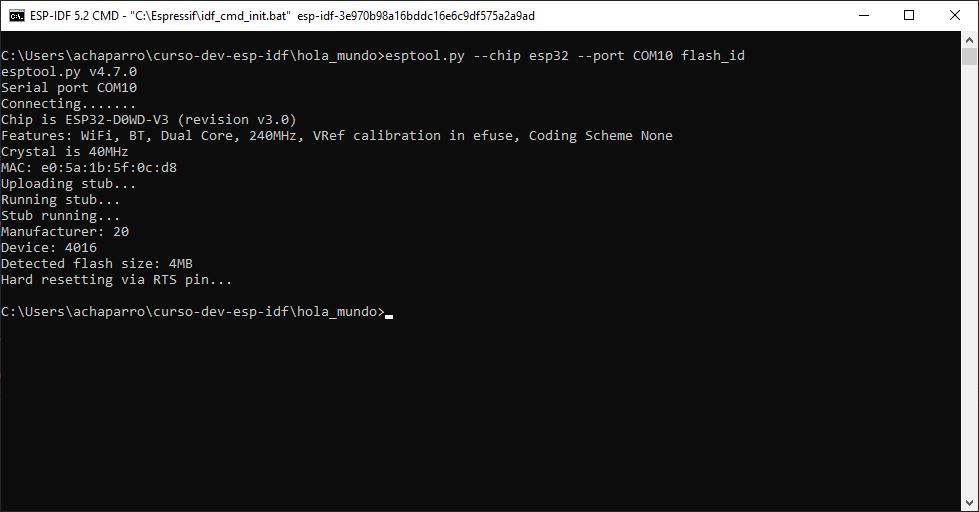 ESP-IDF 5.2 CMD - "C:\Espressif\idf_cmd_init.bat" esp-idf-3e970b98a16bddc16e6c9df575a2a9ad
C:\Users\achaparro\curso-dev-esp-idf\hola_mundo>esptool.py --chip esp32 --port COM10 flash_id
esptool.py v4.7.0
Serial port COM10
Connecting.......
Chip is ESP32-D0WD-V3 (revision v3.0)
Features: WiFi, BT, Dual Core, 240MHz, VRef calibration in efuse, Coding Scheme None
Crystal is 40MHz
MAC: e0:5a:1b:5f:0c:d8
Uploading stub...
Running stub...
Stub running...
Manufacturer: 20
Device: 4016
Detected flash size: 4MB
Hard resetting via RTS pin...
C:\Users\achaparro\curso-dev-esp-idf\hola_mundo>